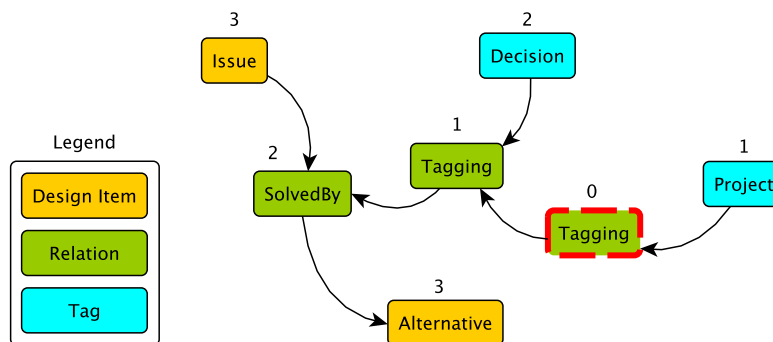 3
Issue
2
Decision
1
Tagging
2
SolvedBy
1
Project
0
Tagging
3
Alternative
Legend
Design Item
Relation
Tag